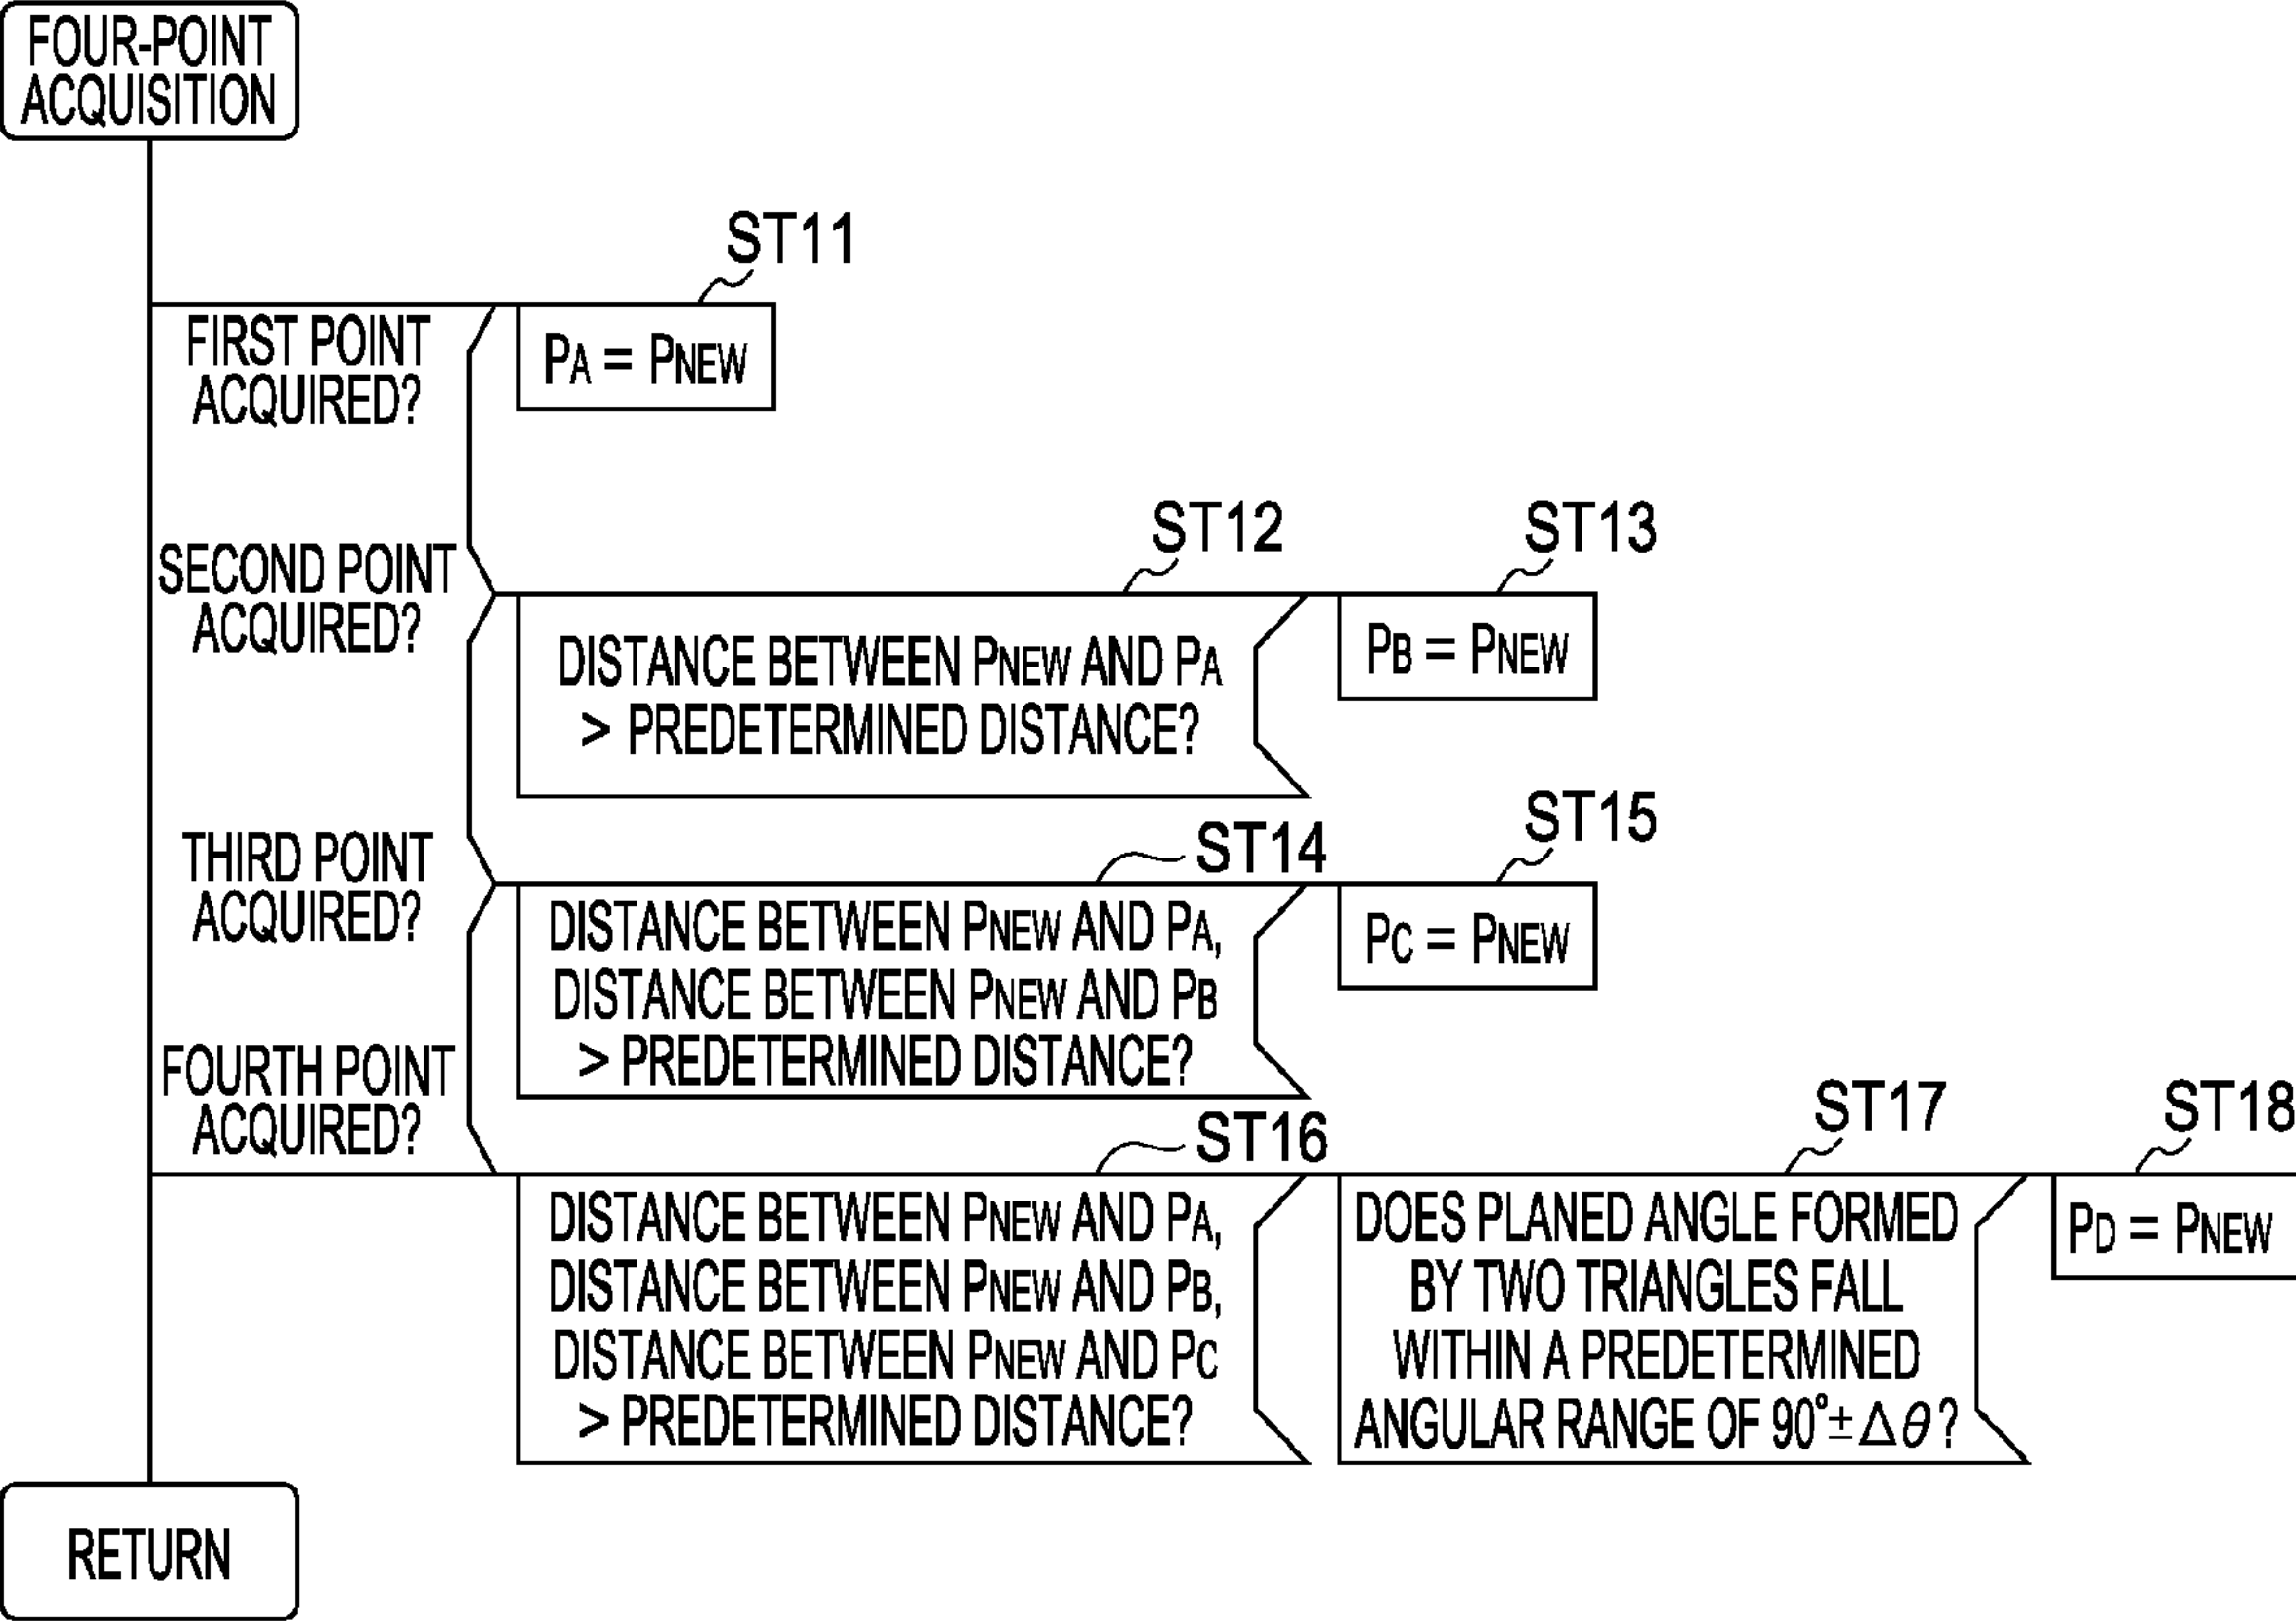 FOUR-POINT
ACQUISITION
ST11
FIRST POINT
ACQUIRED?
PA = PNEW
ST12
ST13
SECOND POINT
ACQUIRED?
DISTANCE BETWEEN PNEW AND PA
> PREDETERMINED DISTANCE?
PB = PNEW
ST14
ST15
THIRD POINT
ACQUIRED?
DISTANCE BETWEEN PNEW AND PA,
DISTANCE BETWEEN PNEW AND PB
> PREDETERMINED DISTANCE?
PC = PNEW
FOURTH POINT
ACQUIRED?
ST16
ST17
ST18
DISTANCE BETWEEN PNEW AND PA,
DISTANCE BETWEEN PNEW AND PB,
DISTANCE BETWEEN PNEW AND PC
> PREDETERMINED DISTANCE?
DOES PLANED ANGLE FORMED
BY TWO TRIANGLES FALL
WITHIN A PREDETERMINED
ANGULAR RANGE OF 90°±Δθ?
PD = PNEW
RETURN